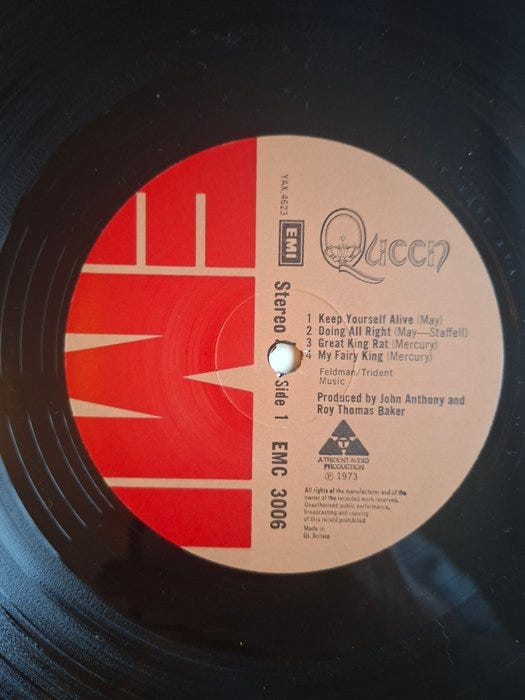 EMI
YAX. 4623
EMI
Stereo
Side 1
EMC 3006
Queen
1 Keep Yourself Alive (May)
2 Doing All Right (May—Staffell)
3 Great King Rat (Mercury)
4 My Fairy King (Mercury)
Feldman/Trident
Music
Produced by John Anthony and
Roy Thomas Baker
A TRIDENT AUDIO
PRODUCTION
℗ 1973
All rights of the manufacturer and of the
owner of the recorded work reserved.
Unauthorised public performance,
broadcasting and copying
of this record prohibited
Made in
Gt. Britain